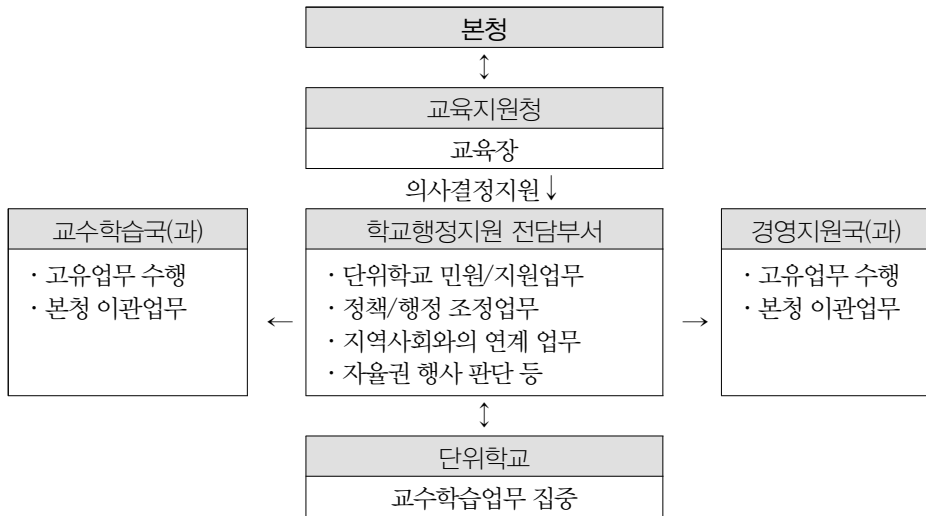 본청
↕
교육지원청
교육장
의사결정지원 ↓
교수학습국(과)
· 고유업무 수행
· 본청 이관업무
←
학교행정지원 전담부서
· 단위학교 민원/지원업무
· 정책/행정 조정업무
· 지역사회와의 연계 업무
· 자율권 행사 판단 등
→
경영지원국(과)
· 고유업무 수행
· 본청 이관업무
↕
단위학교
교수학습업무 집중